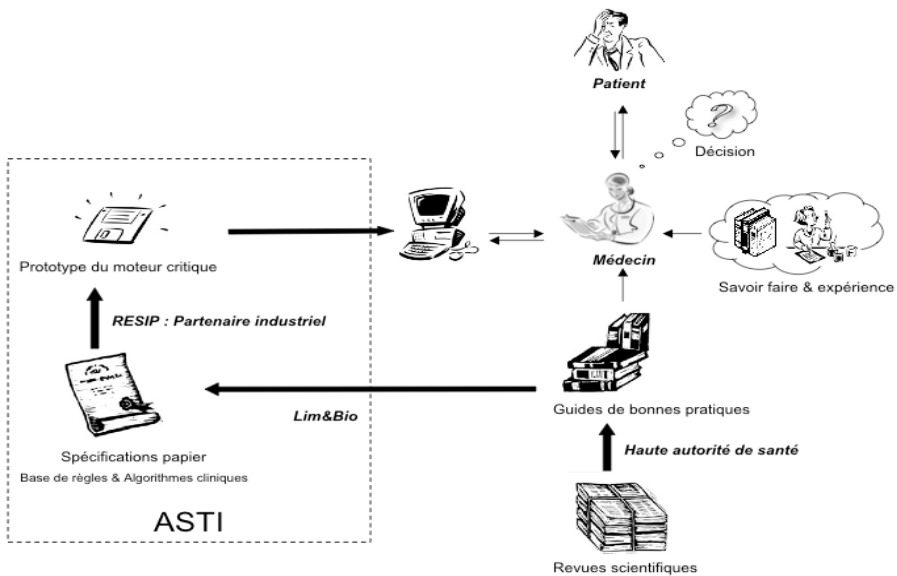 Patient
?
Décision
Prototype du moteur critique
Médecin
Savoir faire & expérience
RESIP : Partenaire industriel
Lim&Bio
Guides de bonnes pratiques
Haute autorité de santé
Spécifications papier
Base de règles & Algorithmes cliniques
ASTI
Revues scientifiques